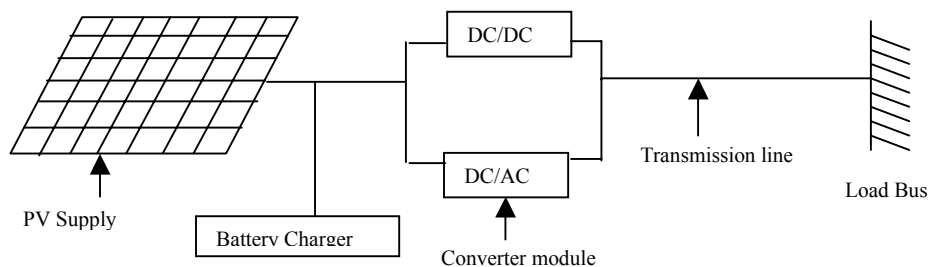 DC/DC
DC/AC
Transmission line
Load Bus
PV Supply
Battery Charger
Converter module